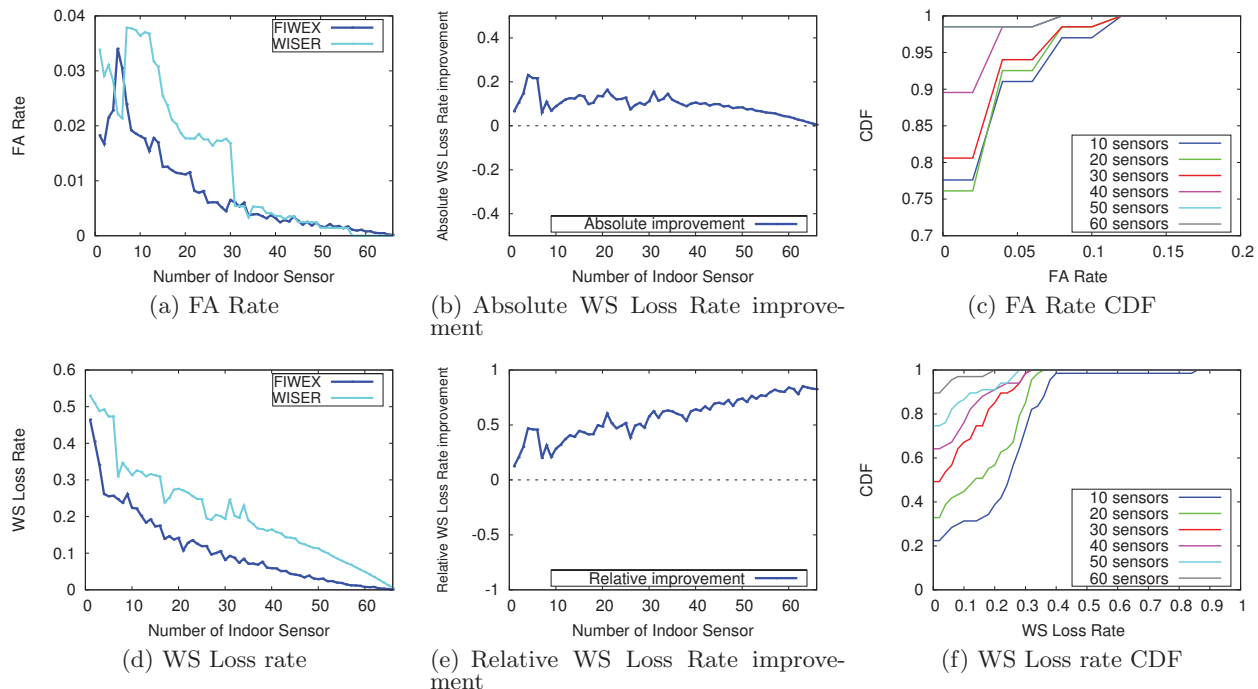 0.04
0.03
0.02
0.01
0
FA Rate
FIWEX
WISER
0 10 20 30 40 50 60
Number of Indoor Sensor
(a) FA Rate
0.4
0.2
0
-0.2
-0.4
Absolute WS Loss Rate improvement
Absolute improvement
0 10 20 30 40 50 60
Number of Indoor Sensor
(b) Absolute WS Loss Rate improve-
ment
1
0.95
0.9
0.85
0.8
0.75
0.7
CDF
10 sensors
20 sensors
30 sensors
40 sensors
50 sensors
60 sensors
0 0.05 0.1 0.15 0.2
FA Rate
(c) FA Rate CDF
0.6
0.5
0.4
0.3
0.2
0.1
0
WS Loss Rate
FIWEX
WISER
0 10 20 30 40 50 60
Number of Indoor Sensor
(d) WS Loss rate
1
0.5
0
-0.5
-1
Relative WS Loss Rate improvement
Relative improvement
0 10 20 30 40 50 60
Number of Indoor Sensor
(e) Relative WS Loss Rate improve-
ment
1
0.8
0.6
0.4
0.2
0
CDF
10 sensors
20 sensors
30 sensors
40 sensors
50 sensors
60 sensors
0 0.1 0.2 0.3 0.4 0.5 0.6 0.7 0.8 0.9 1
WS Loss Rate
(f) WS Loss rate CDF